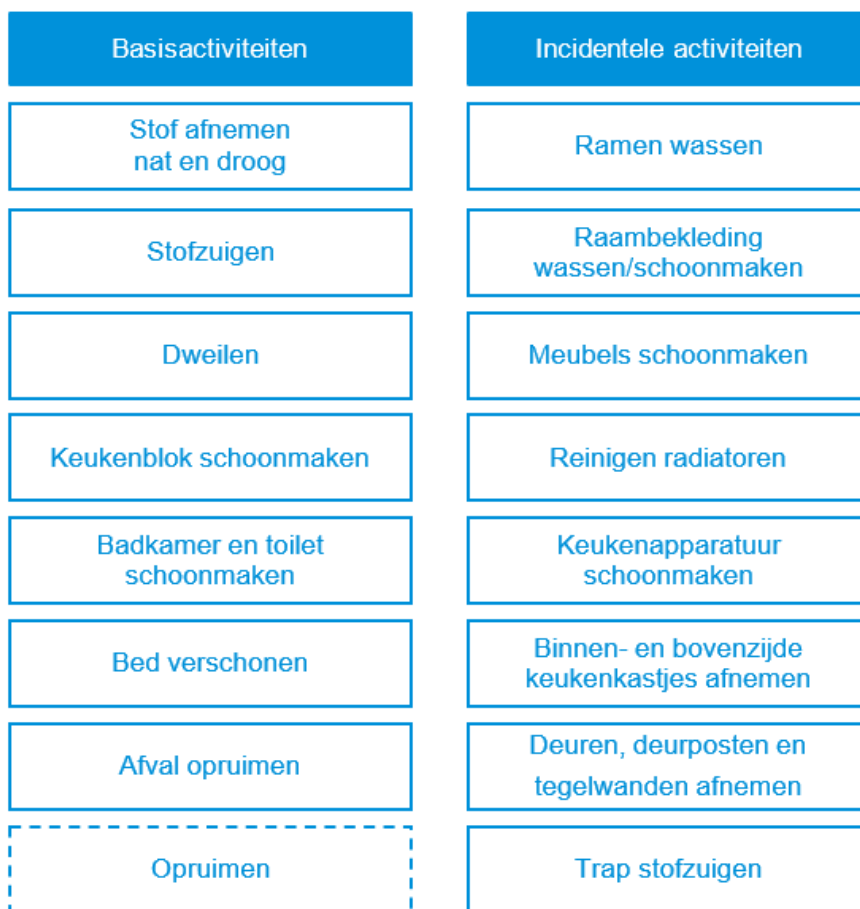 Basisactiviteiten
Stof afnemen
nat en droog
Stofzuigen
Dweilen
Keukenblok schoonmaken
Badkamer en toilet
schoonmaken
Bed verschonen
Afval opruimen
Opruimen
Incidentele activiteiten
Ramen wassen
Raambekleding
wassen/schoonmaken
Meubels schoonmaken
Reinigen radiatoren
Keukenapparatuur
schoonmaken
Binnen- en bovenzijde
keukenkastjes afnemen
Deuren, deurposten en
tegelwanden afnemen
Trap stofzuigen